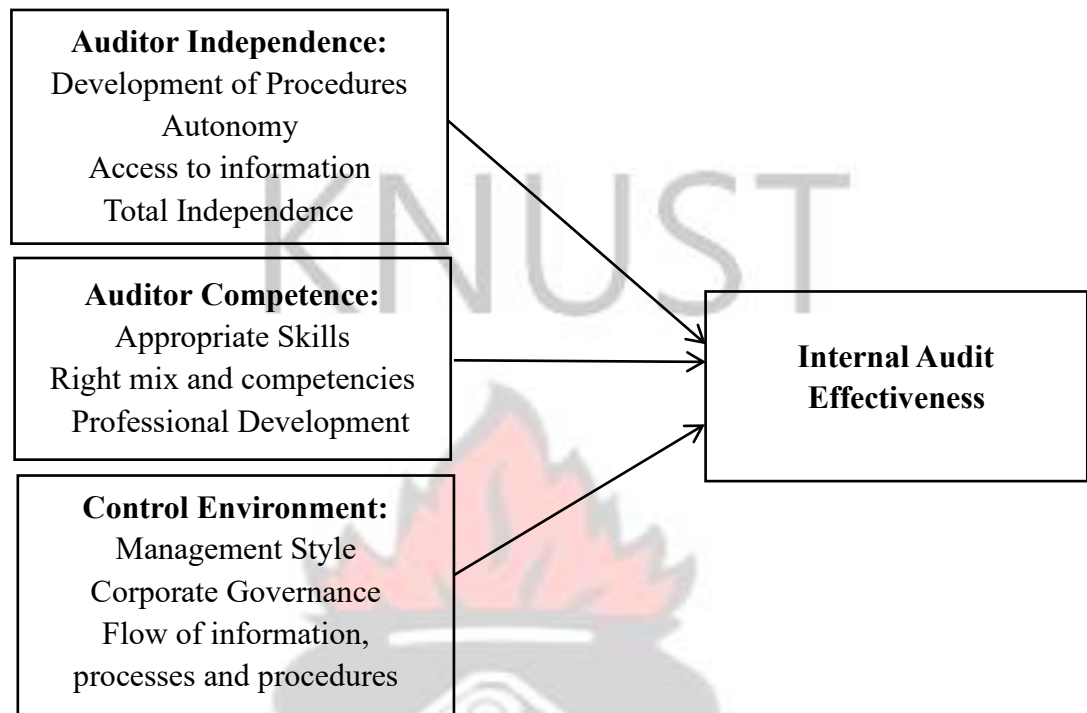 Auditor Independence:
Development of Procedures
Autonomy
Access to information
Total Independence
KNUST
Auditor Competence:
Appropriate Skills
Right mix and competencies
Professional Development
Internal Audit
Effectiveness
Control Environment:
Management Style
Corporate Governance
Flow of information,
processes and procedures